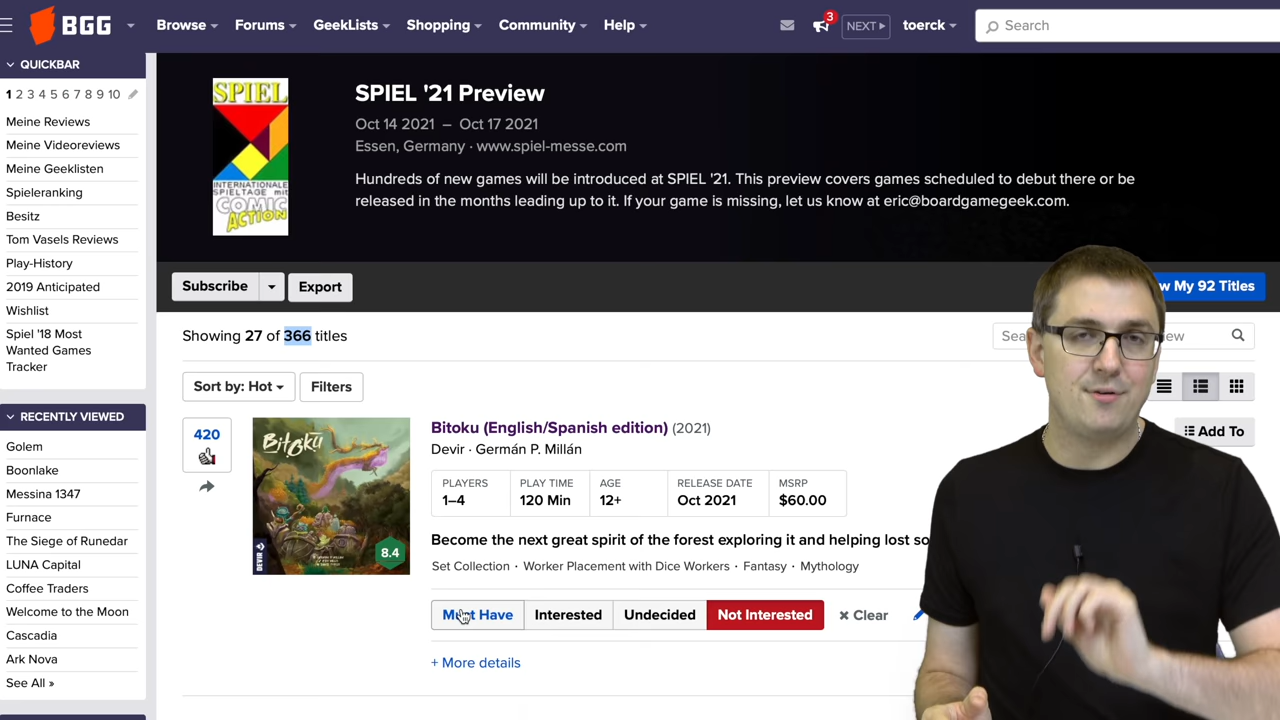 BGG
Browse
Forums
GeekLists
Shopping
Community
Help
3
NEXT
toerck
Search
QUICKBAR
1 2 3 4 5 6 7 8 9 10
Meine Reviews
Meine Videoreviews
Meine Geeklisten
Spieleranking
Besitz
Tom Vasels Reviews
Play-History
2019 Anticipated
Wishlist
Spiel '18 Most
Wanted Games
Tracker
RECENTLY VIEWED
Golem
Boonlake
Messina 1347
Furnace
The Siege of Runedar
LUNA Capital
Coffee Traders
Welcome to the Moon
Cascadia
Ark Nova
See All »
SPIEL
INTERNATIONALE
SPIELTAGE mit
COMIC
ACTION
SPIEL '21 Preview
Oct 14 2021 – Oct 17 2021
Essen, Germany · www.spiel-messe.com
Hundreds of new games will be introduced at SPIEL '21. This preview covers games scheduled to debut there or be
released in the months leading up to it. If your game is missing, let us know at eric@boardgamegeek.com.
Subscribe
Export
w My 92 Titles
Showing 27 of 366 titles
Sea
ew
Sort by: Hot
Filters
420
BITOKU
DEVIR
8.4
Bitoku (English/Spanish edition) (2021)
Devir · Germán P. Millán
Add To
PLAYERS
1–4
PLAY TIME
120 Min
AGE
12+
RELEASE DATE
Oct 2021
MSRP
$60.00
Become the next great spirit of the forest exploring it and helping lost so
Set Collection · Worker Placement with Dice Workers · Fantasy · Mythology
Must Have
Interested
Undecided
Not Interested
Clear
+ More details